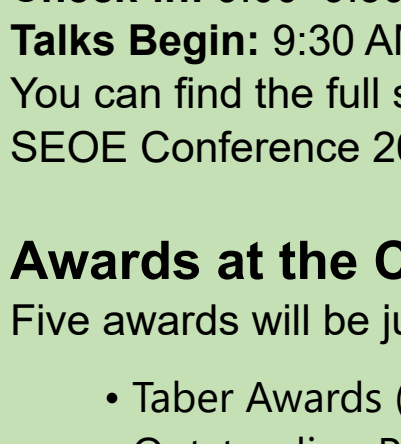 Talks Begin: 9:30
You can find the full
SEOE Conference
Awards at the
Five awards will be
• Taber Awards (